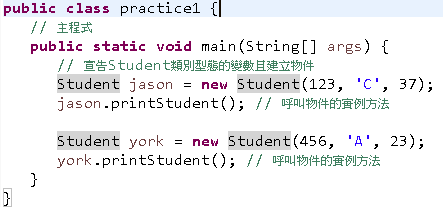 public class practice1 {
// 主程式
public static void main(String[] args) {
// 宣告Student類別型態的變數且建立物件
Student jason = new Student(123, 'C', 37);
jason.printStudent(); // 呼叫物件的實例方法
Student york = new Student(456, 'A', 23);
york.printStudent(); // 呼叫物件的實例方法
}
}